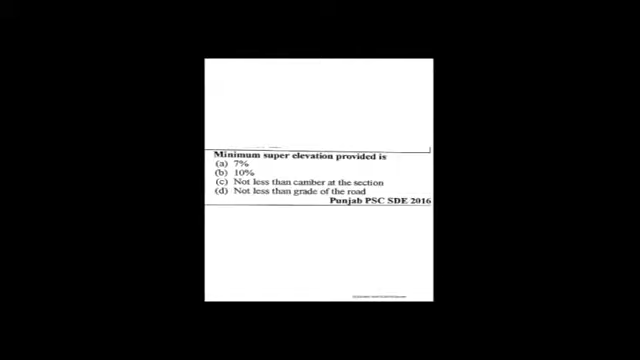 Minimum super elevation provided is
(a) 7%
(b) 10%
(c) Not less than camber at the section
(d) Not less than grade of the road
Punjab PSC SDE 2016